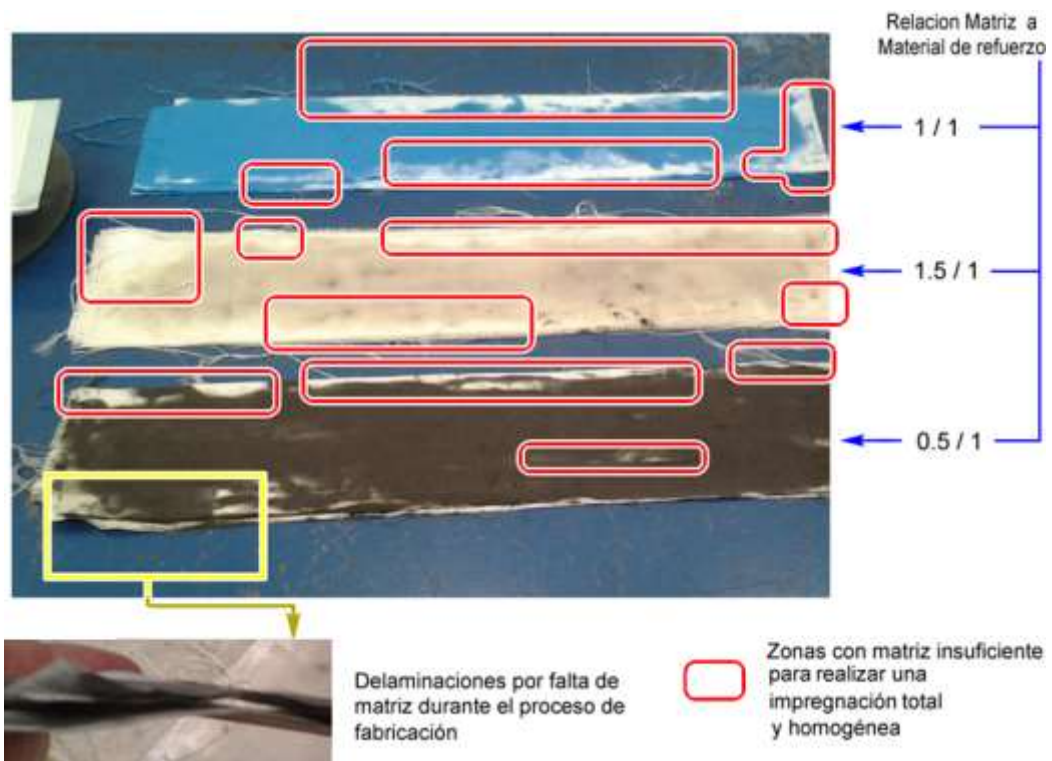 Relacion Matriz a
Material de refuerzo
1 / 1
1.5 / 1
0.5 / 1
Delaminaciones por falta de
matriz durante el proceso de
fabricación
Zonas con matriz insuficiente
para realizar una
impregnación total
y homogénea